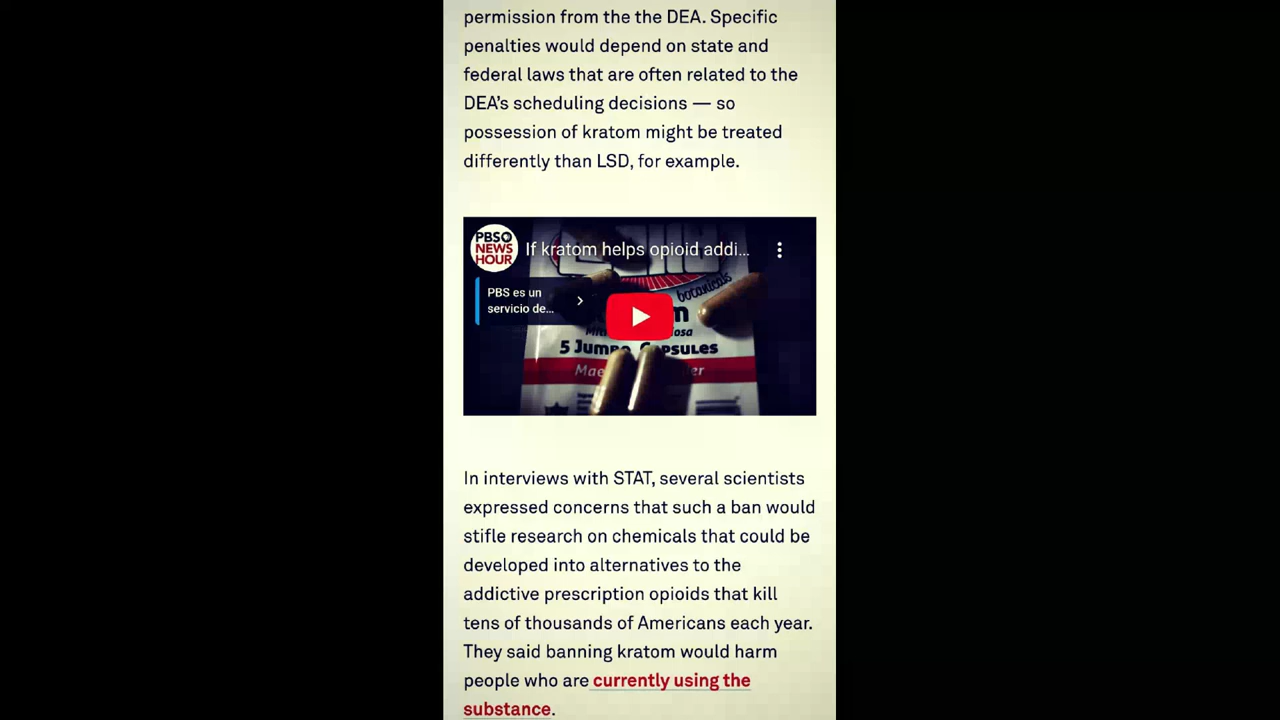 permission from the the DEA. Specific
penalties would depend on state and
federal laws that are often related to the
DEA's scheduling decisions — so
possession of kratom might be treated
differently than LSD, for example.
PBS
NEWS
HOUR
If kratom helps opioid addi...
PBS es un
servicio de...
botanicals
5 Jumbo Capsules
In interviews with STAT, several scientists
expressed concerns that such a ban would
stifle research on chemicals that could be
developed into alternatives to the
addictive prescription opioids that kill
tens of thousands of Americans each year.
They said banning kratom would harm
people who are currently using the
substance.